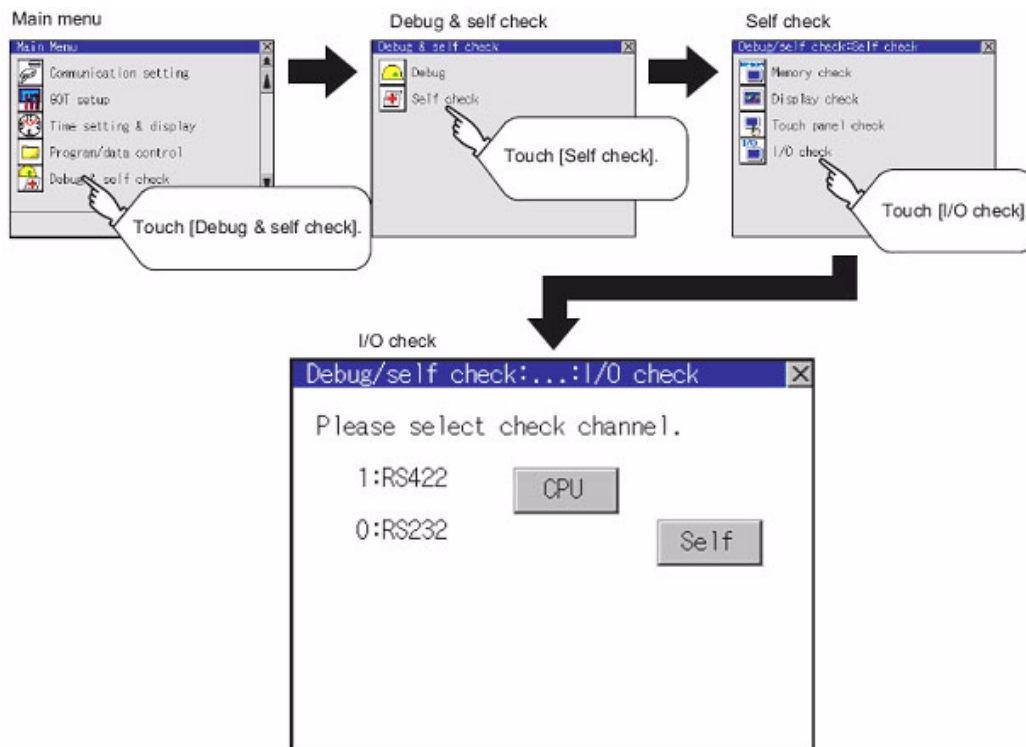 Main menu
Main Menu
Communication setting
GOT setup
Time setting & display
Program/data control
Debug & self check
Touch [Debug & self check].
Debug & self check
Debug & self check
Debug
Self check
Touch [Self check].
Self check
Debug/self check:Self check
Memory check
Display check
Touch panel check
I/O check
Touch [I/O check]
I/O check
Debug/self check:...:I/O check
Please select check channel.
1:RS422 CPU
0:RS232 Self